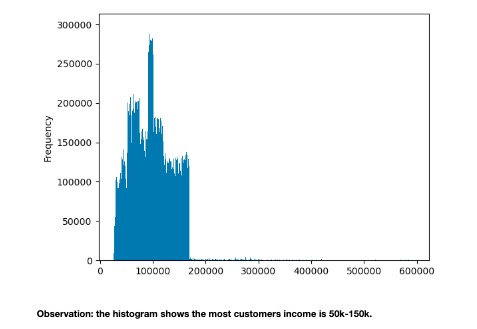 300000
250000
200000
150000
100000
50000
0
Frequency
0 100000 200000 300000 400000 500000 600000
Observation: the histogram shows the most customers income is 50k-150k.